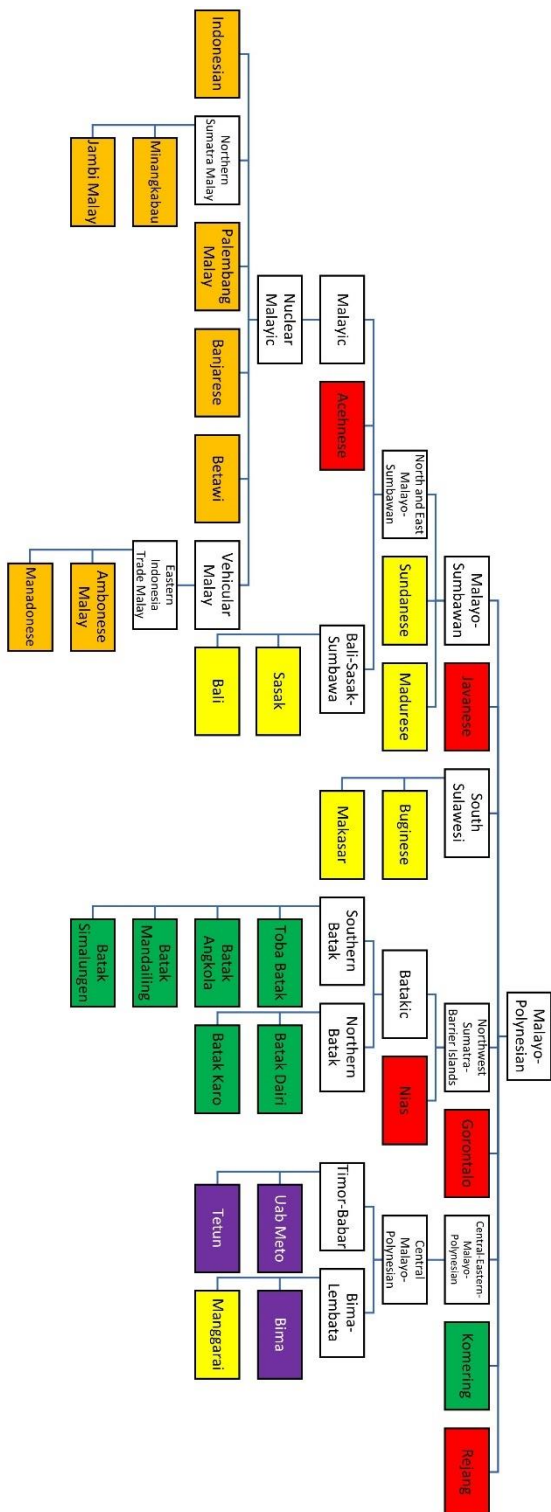 Malayo-
Polynesian
Malayo-
Sumbawan
Javanese
South
Sulawesi
Northwest
Sumatra-
Barrier Islands
Gorontalo
Central-Eastern-
Malayo-
Polynesian
Komering
Rejang
North and East
Malayo-
Sumbawan
Sundanese
Madurese
Buginese
Batakic
Nias
Central
Malayo-
Polynesian
Malayic
Acehnese
Bali-Sasak-
Sumbawa
Makasar
Southern
Batak
Northern
Batak
Timor-Babar
Bima-
Lembata
Nuclear
Malayic
Sasak
Toba Batak
Batak Dairi
Uab Meto
Bima
Indonesian
Northern
Sumatra Malay
Palembang
Malay
Banjarese
Betawi
Vehicular
Malay
Bali
Batak
Angkola
Batak Karo
Tetun
Manggarai
Minangkabau
Eastern
Indonesia
Trade Malay
Batak
Mandailing
Jambi Malay
Ambonese
Malay
Batak
Simalungen
Manadonese